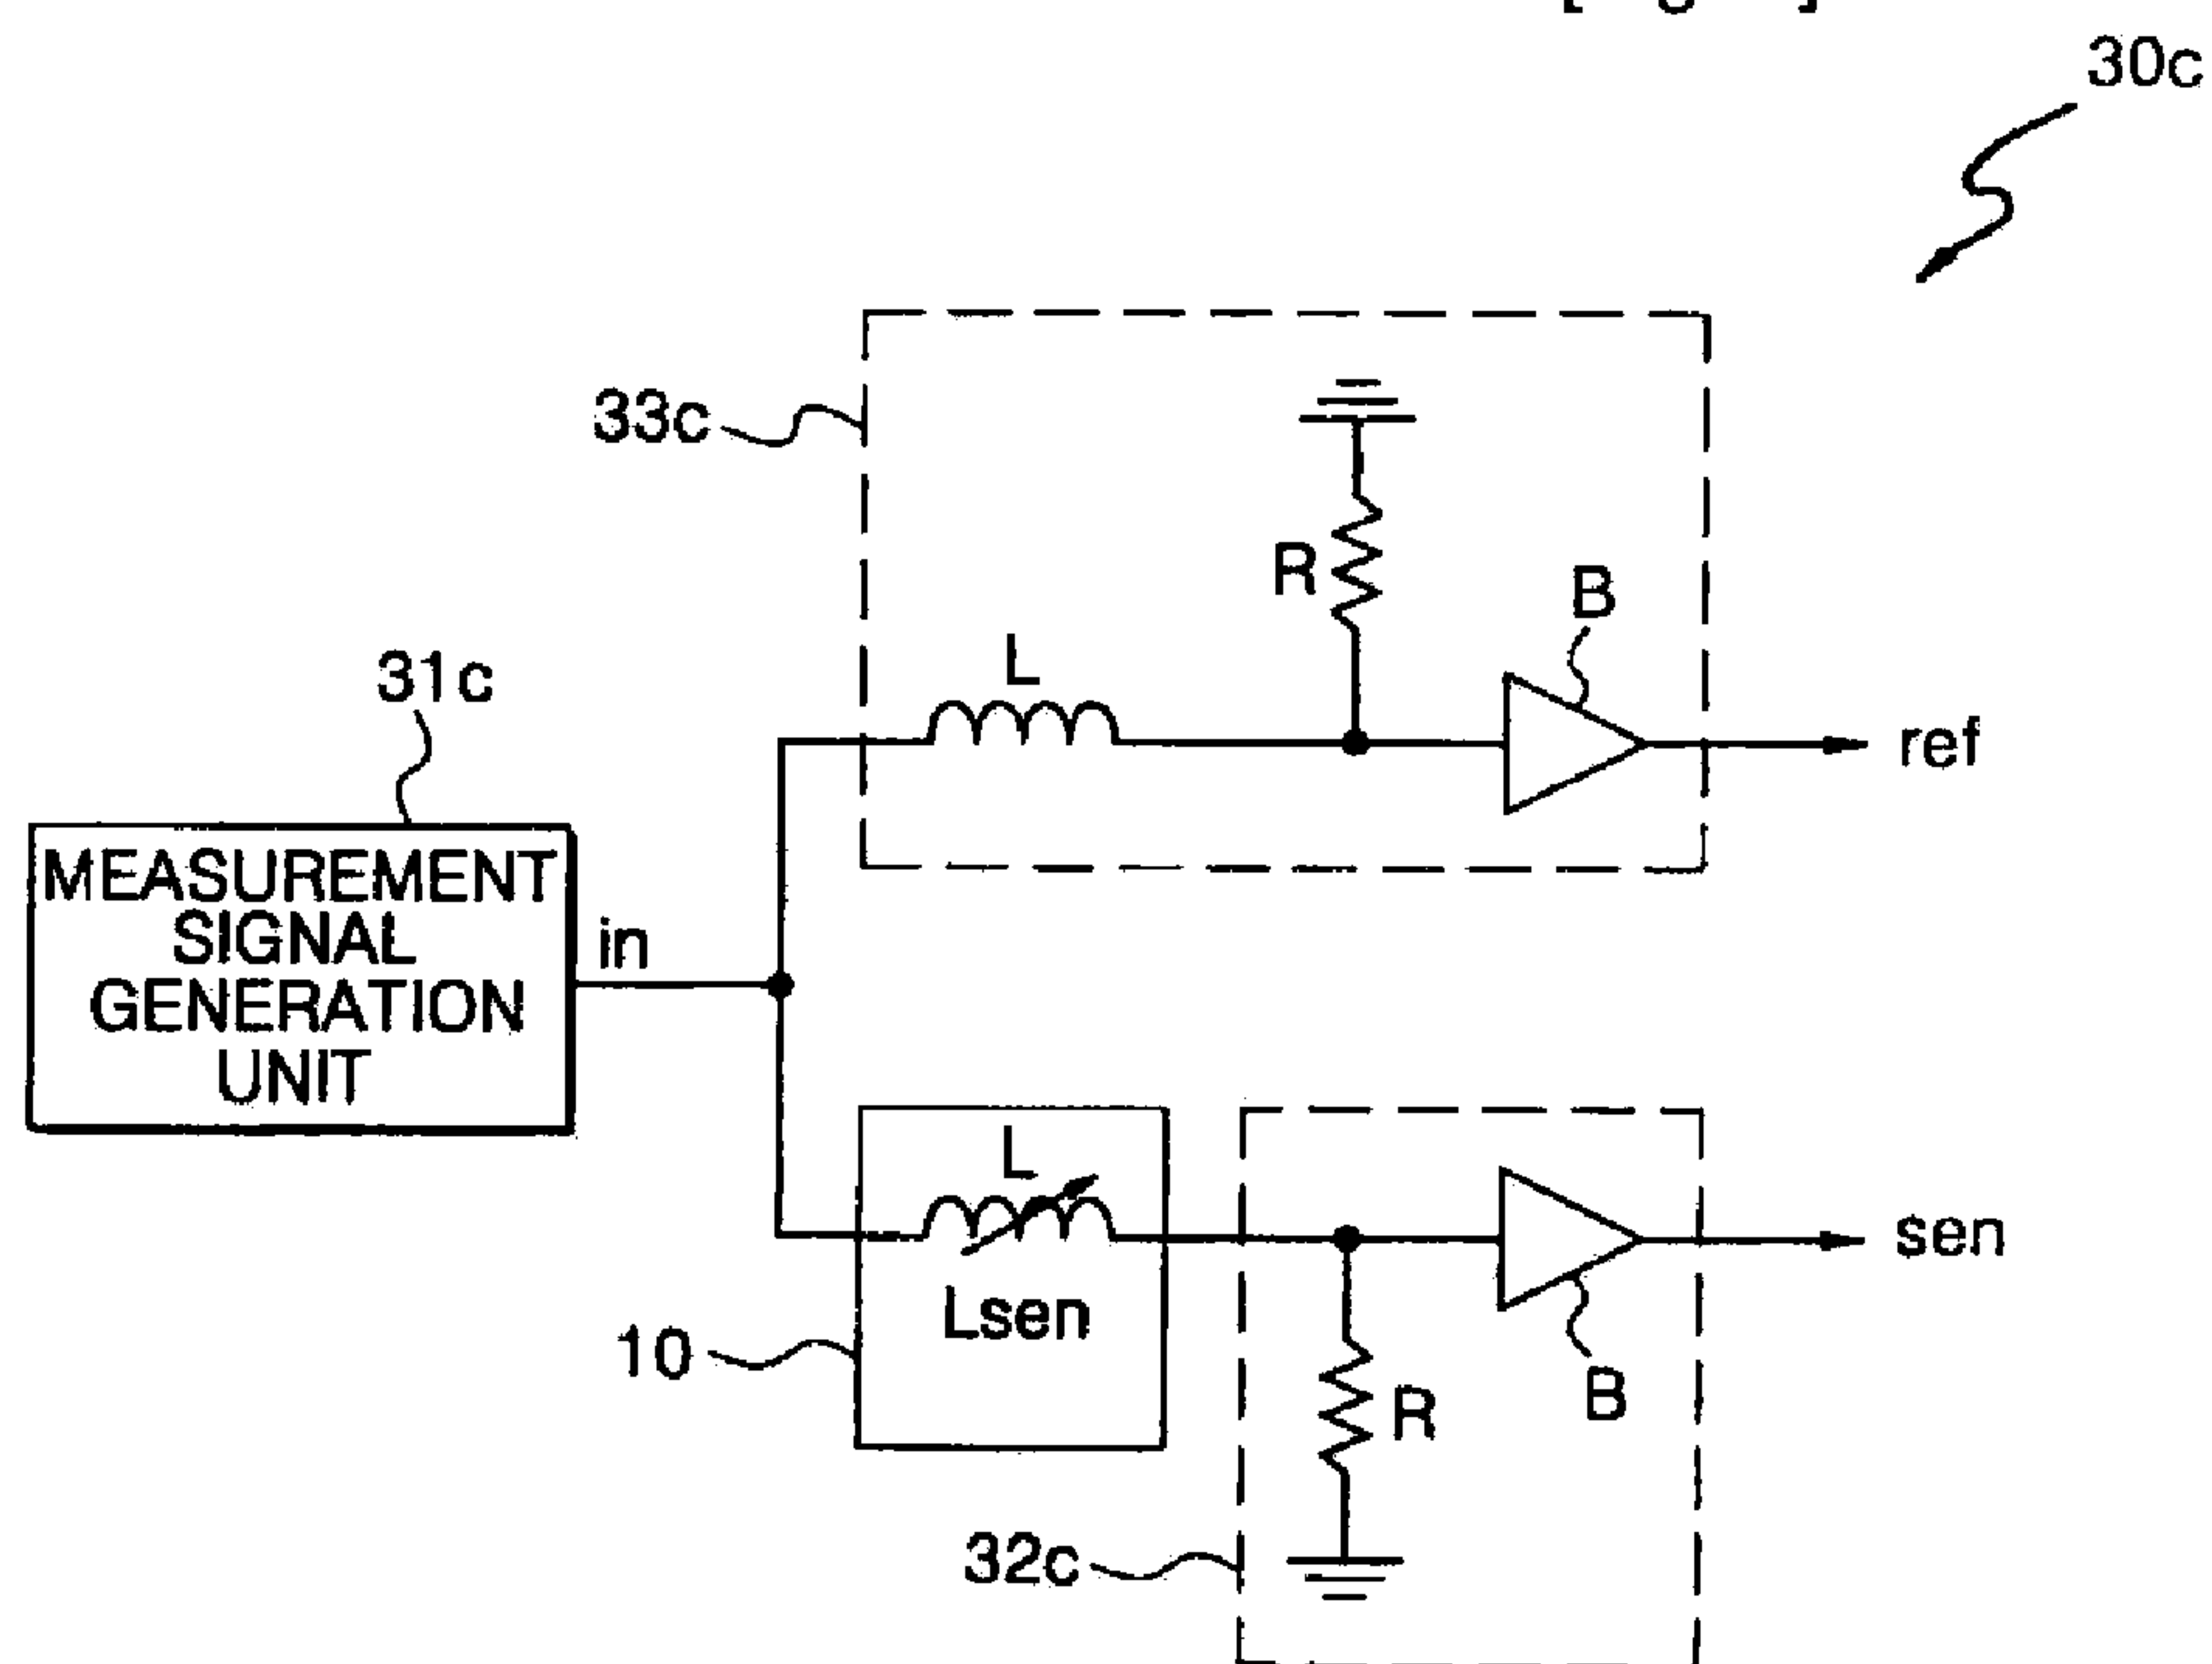 30c
33c
R
B
L
31c
ref
MEASUREMENT
SIGNAL
GENERATION
UNIT
in
L
sen
Lsen
10
R
B
32c